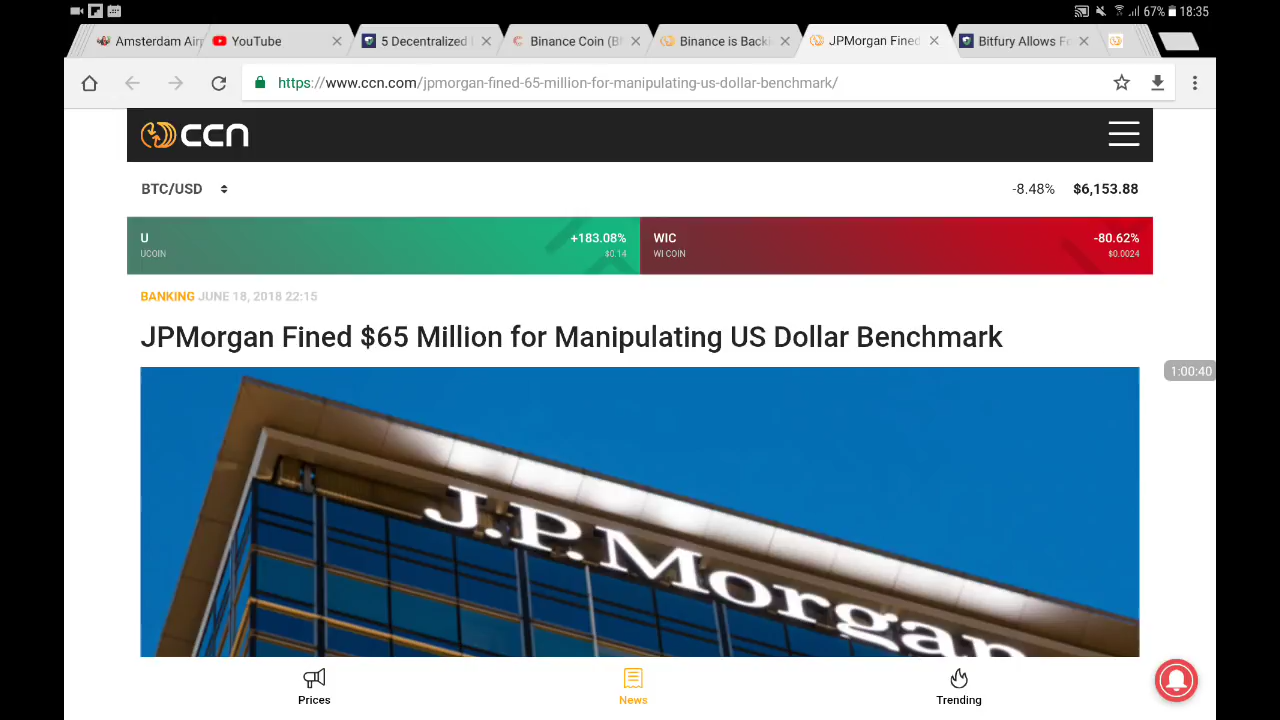 67% 18:35
Amsterdam Air
YouTube
5 Decentralized
Binance Coin (B
Binance is Backi
JPMorgan Fined
Bitfury Allows Fo
https://www.ccn.com/jpmorgan-fined-65-million-for-manipulating-us-dollar-benchmark/
ccn
BTC/USD
-8.48% $6,153.88
U +183.08%
UCOIN $0.14
WIC -80.62%
WI COIN $0.0024
BANKING JUNE 18, 2018 22:15
JPMorgan Fined $65 Million for Manipulating US Dollar Benchmark
1:00:40
J.P.Morgan
Prices
News
Trending